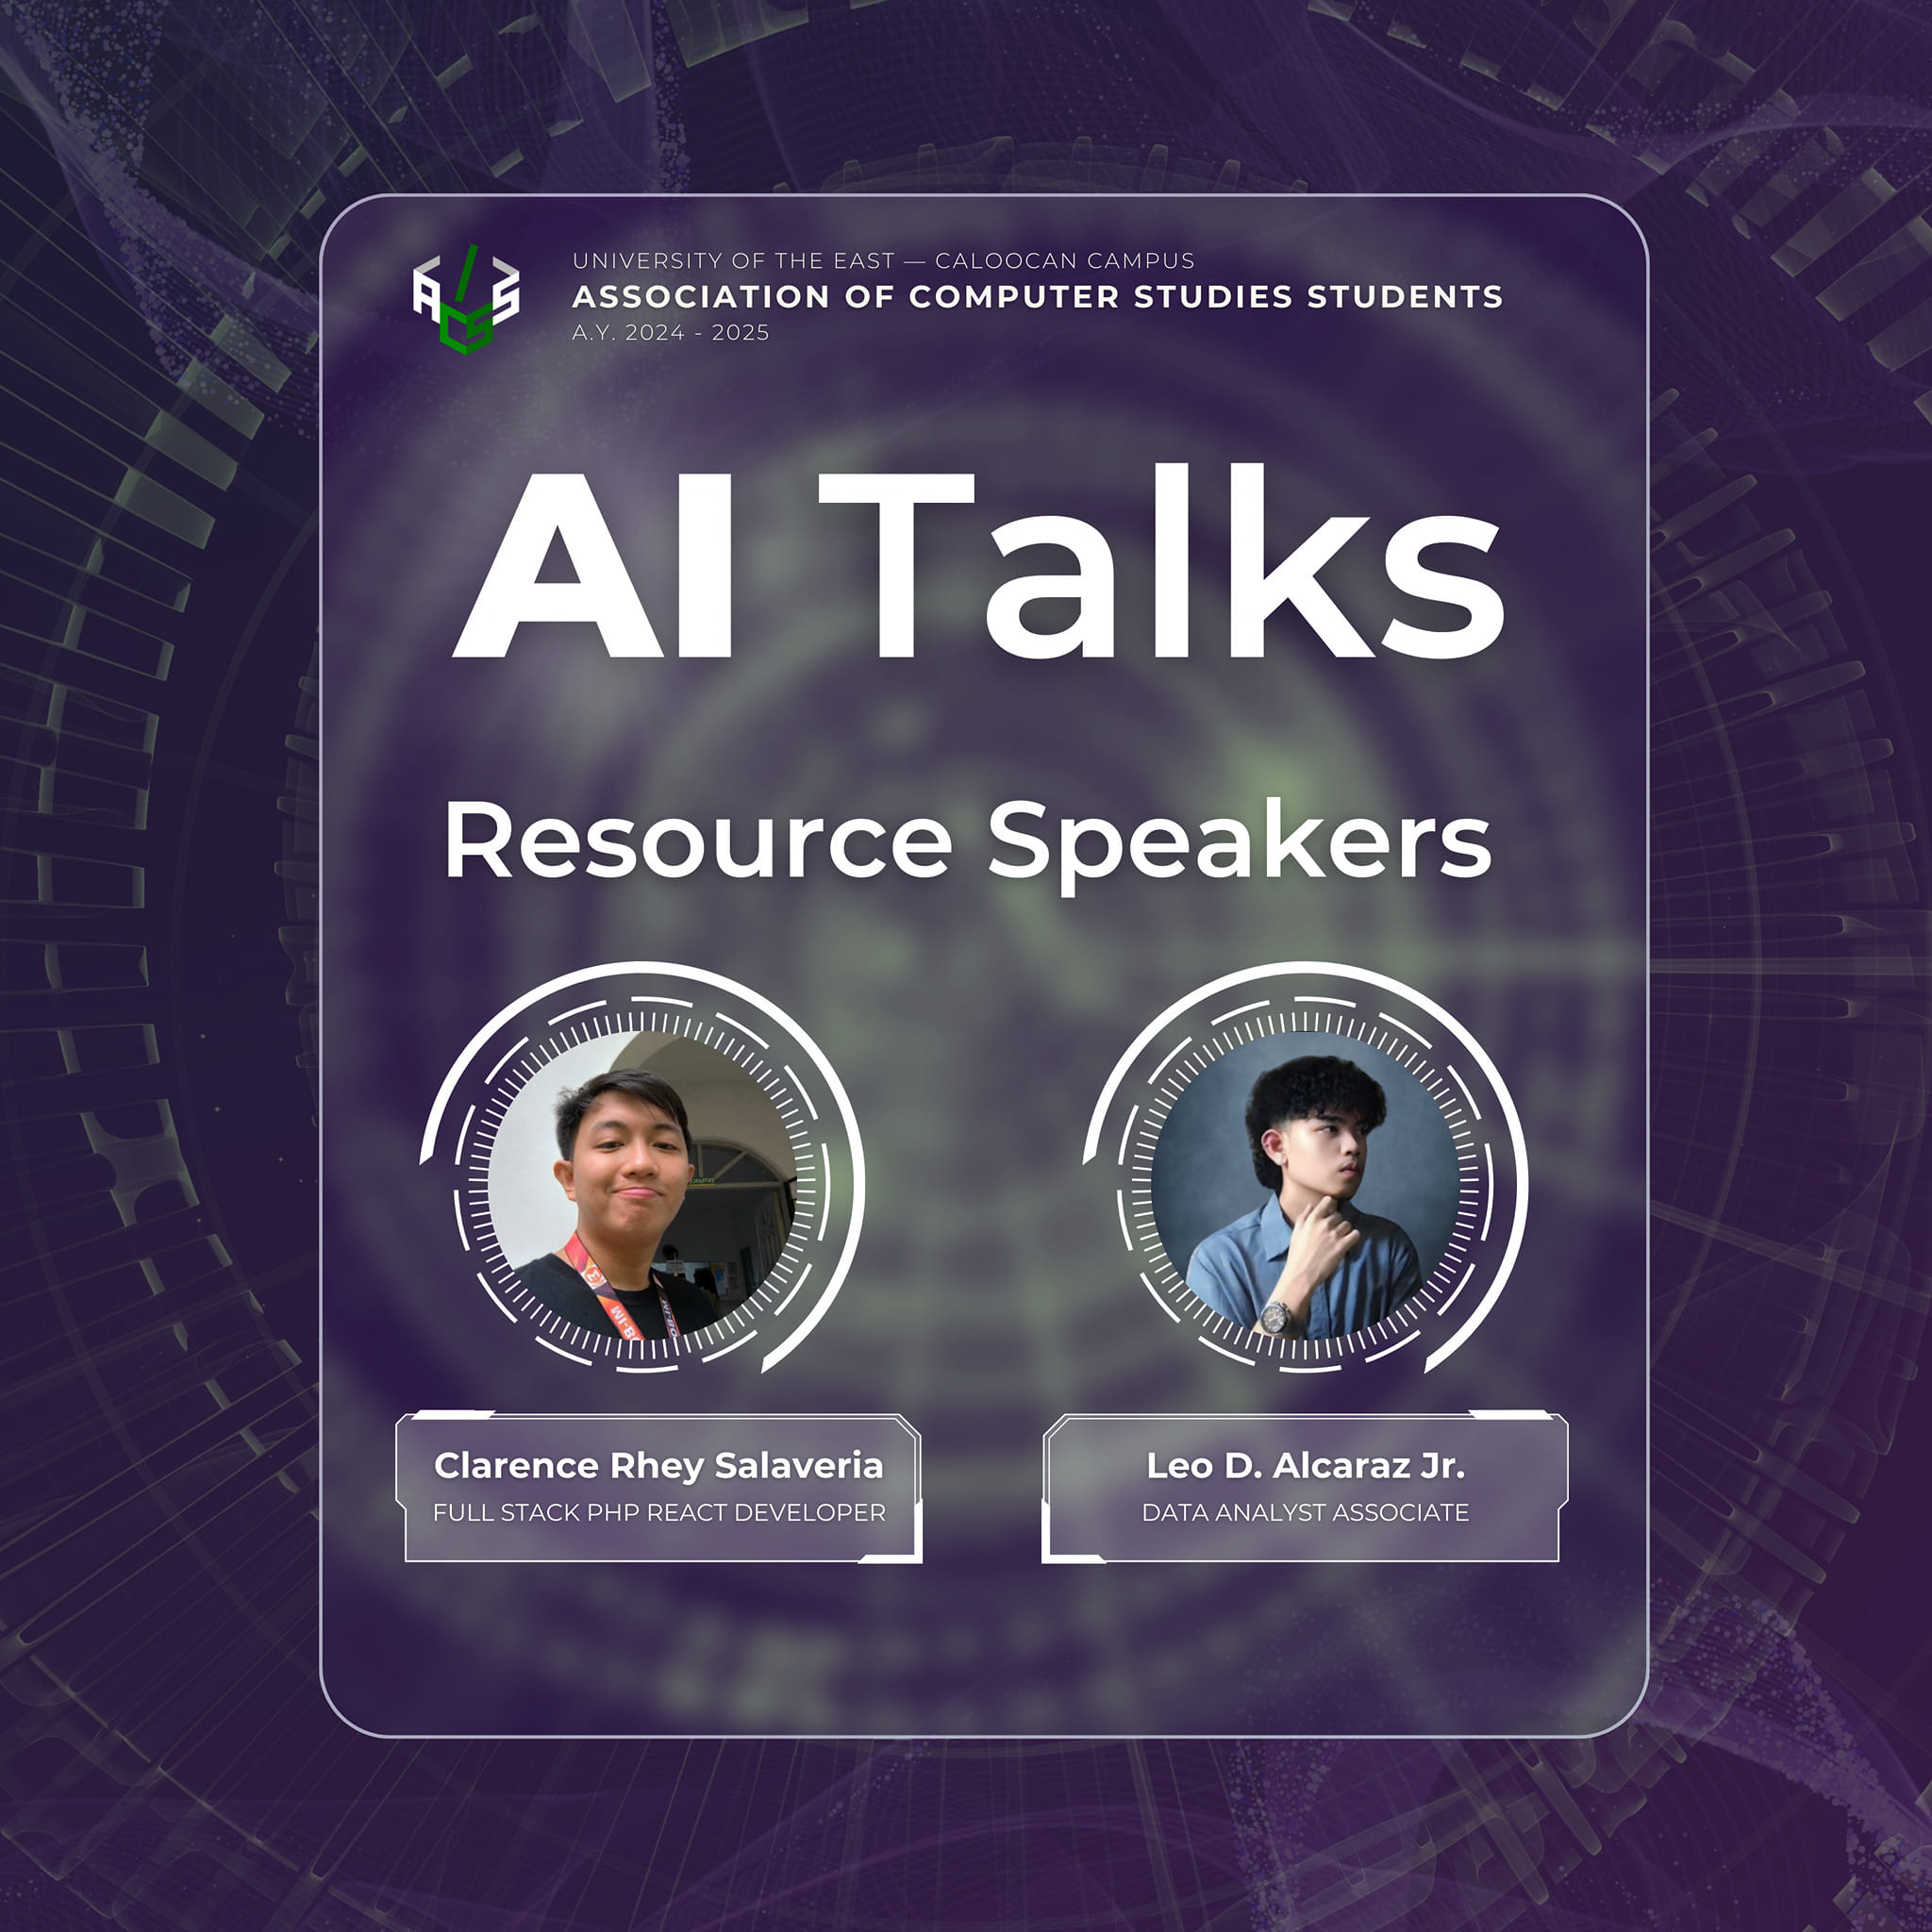 UNIVERSITY OF THE EAST — CALOOCAN CAMPUS
ACSS
ASSOCIATION OF COMPUTER STUDIES STUDENTS
A.Y. 2024 - 2025
AI Talks
Resource Speakers
Clarence Rhey Salaveria
FULL STACK PHP REACT DEVELOPER
Leo D. Alcaraz Jr.
DATA ANALYST ASSOCIATE